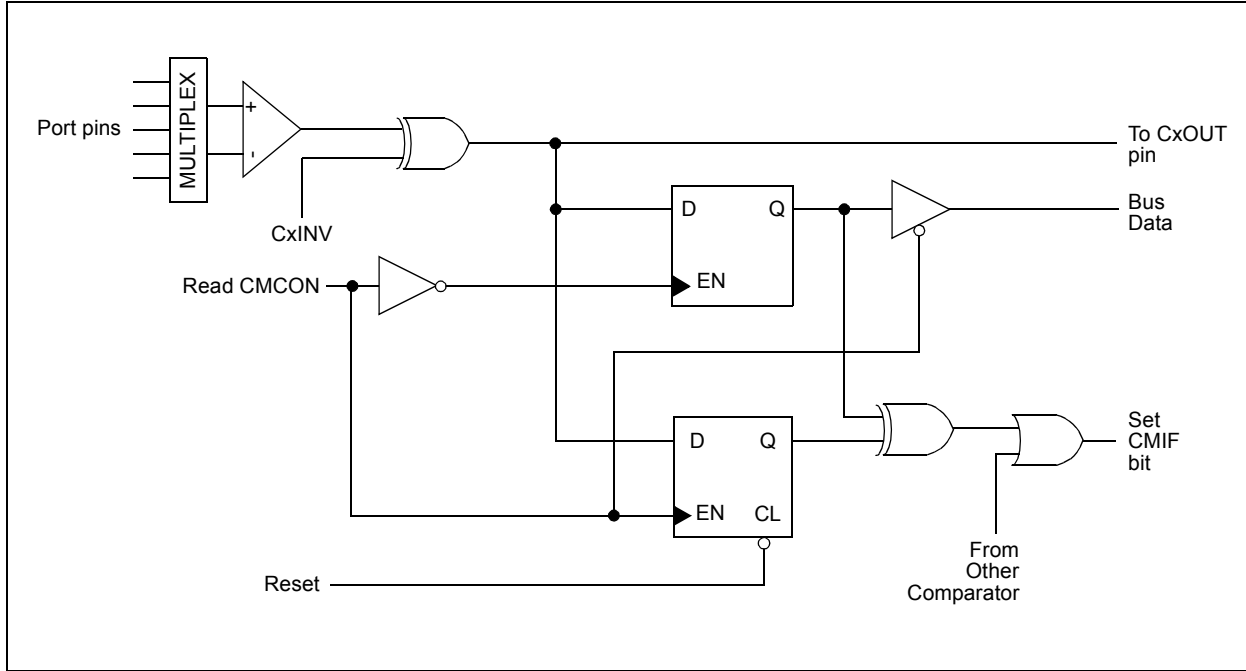 MULTIPLEX
+
-
Port pins
CxINV
To CxOUT
pin
D
Q
EN
Bus
Data
Read CMCON
D
Q
EN
CL
Set
CMIF
bit
From
Other
Comparator
Reset